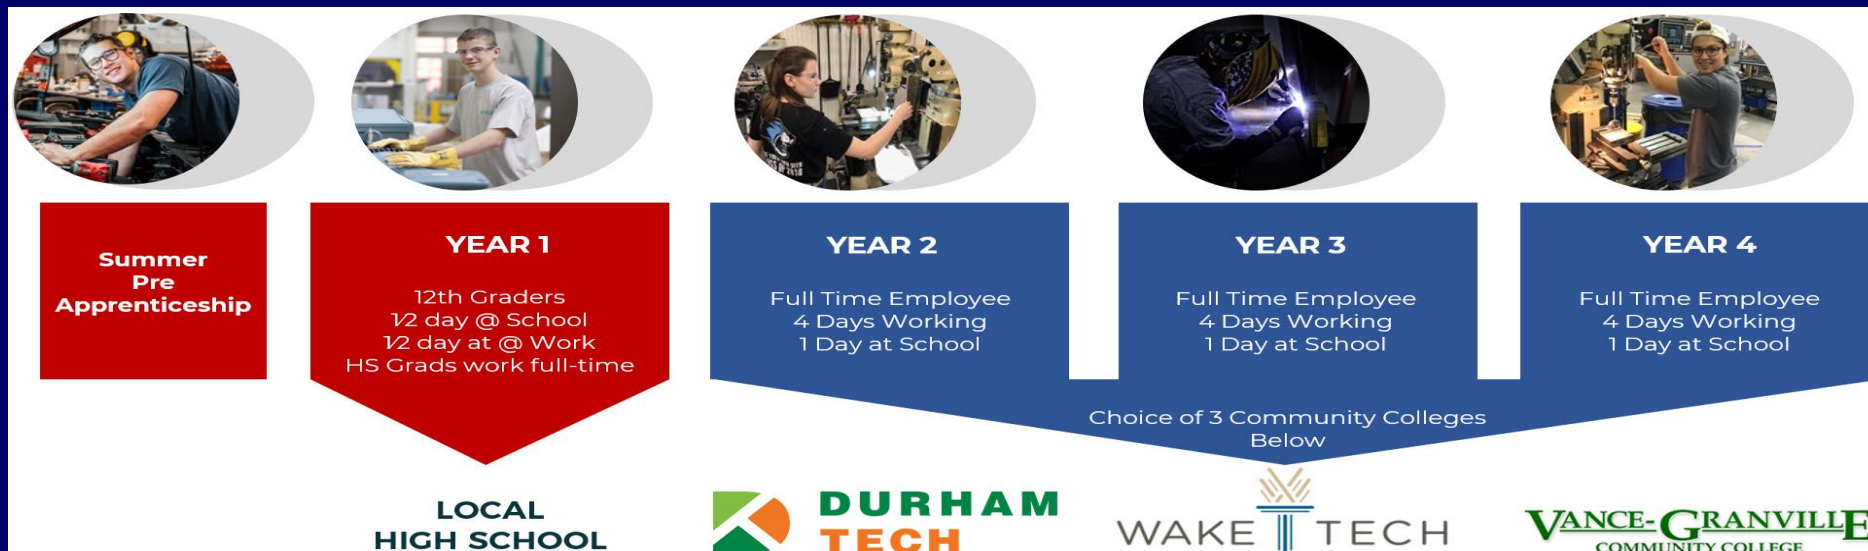 Summer
Pre
Apprenticeship
YEAR 1
12th Graders
1/2 day @ School
1/2 day at @ Work
HS Grads work full-time
YEAR 2
Full Time Employee
4 Days Working
1 Day at School
YEAR 3
Full Time Employee
4 Days Working
1 Day at School
YEAR 4
Full Time Employee
4 Days Working
1 Day at School
Choice of 3 Community Colleges
Below
LOCAL
HIGH SCHOOL
DURHAM
TECH
WAKE TECH
VANCE-GRANVILLE
COMMUNITY COLLEGE